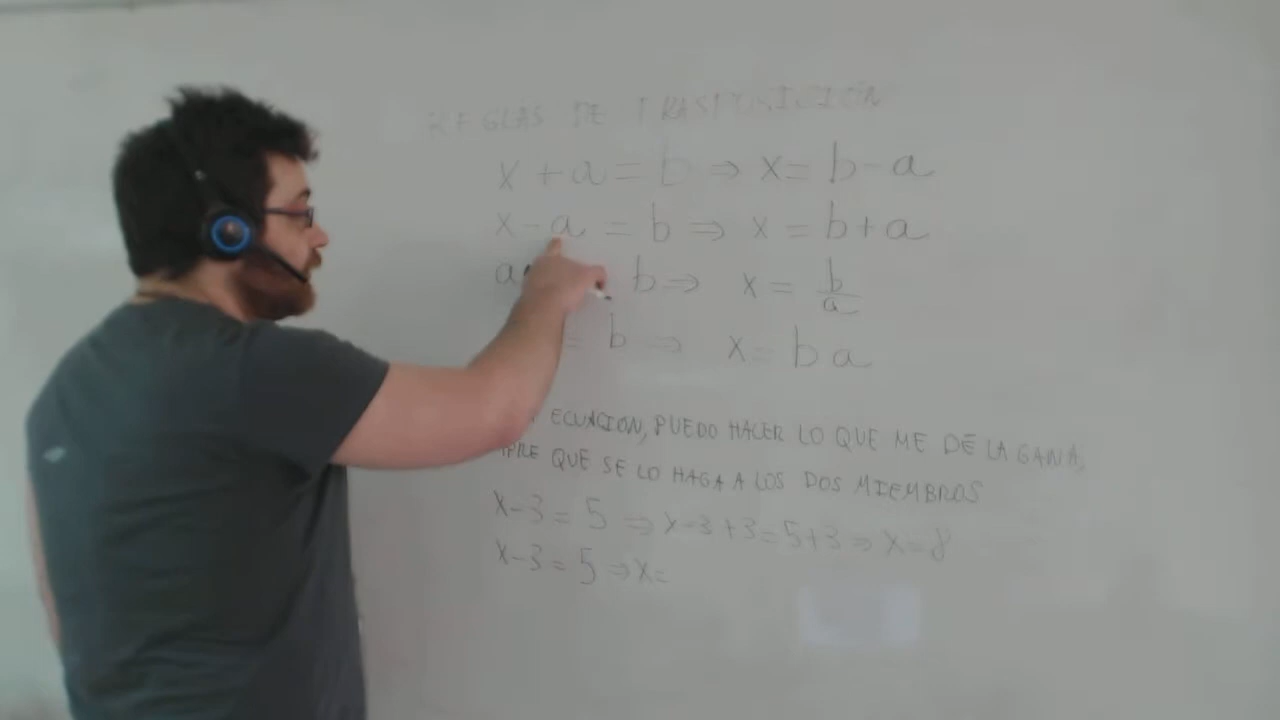 REGLAS DE TRASPOSICIÓN
x + a = b ⇒ x = b - a
x - a = b ⇒ x = b + a
a b ⇒ x = b/a
= b ⇒ x = b a
ECUACION, PUEDO HACER LO QUE ME DE LA GANA,
QUE SE LO HAGA A LOS DOS MIEMBROS
x - 3 = 5 ⇒ x - 3 + 3 = 5 + 3 ⇒ x = 8
x - 3 = 5 ⇒ x =